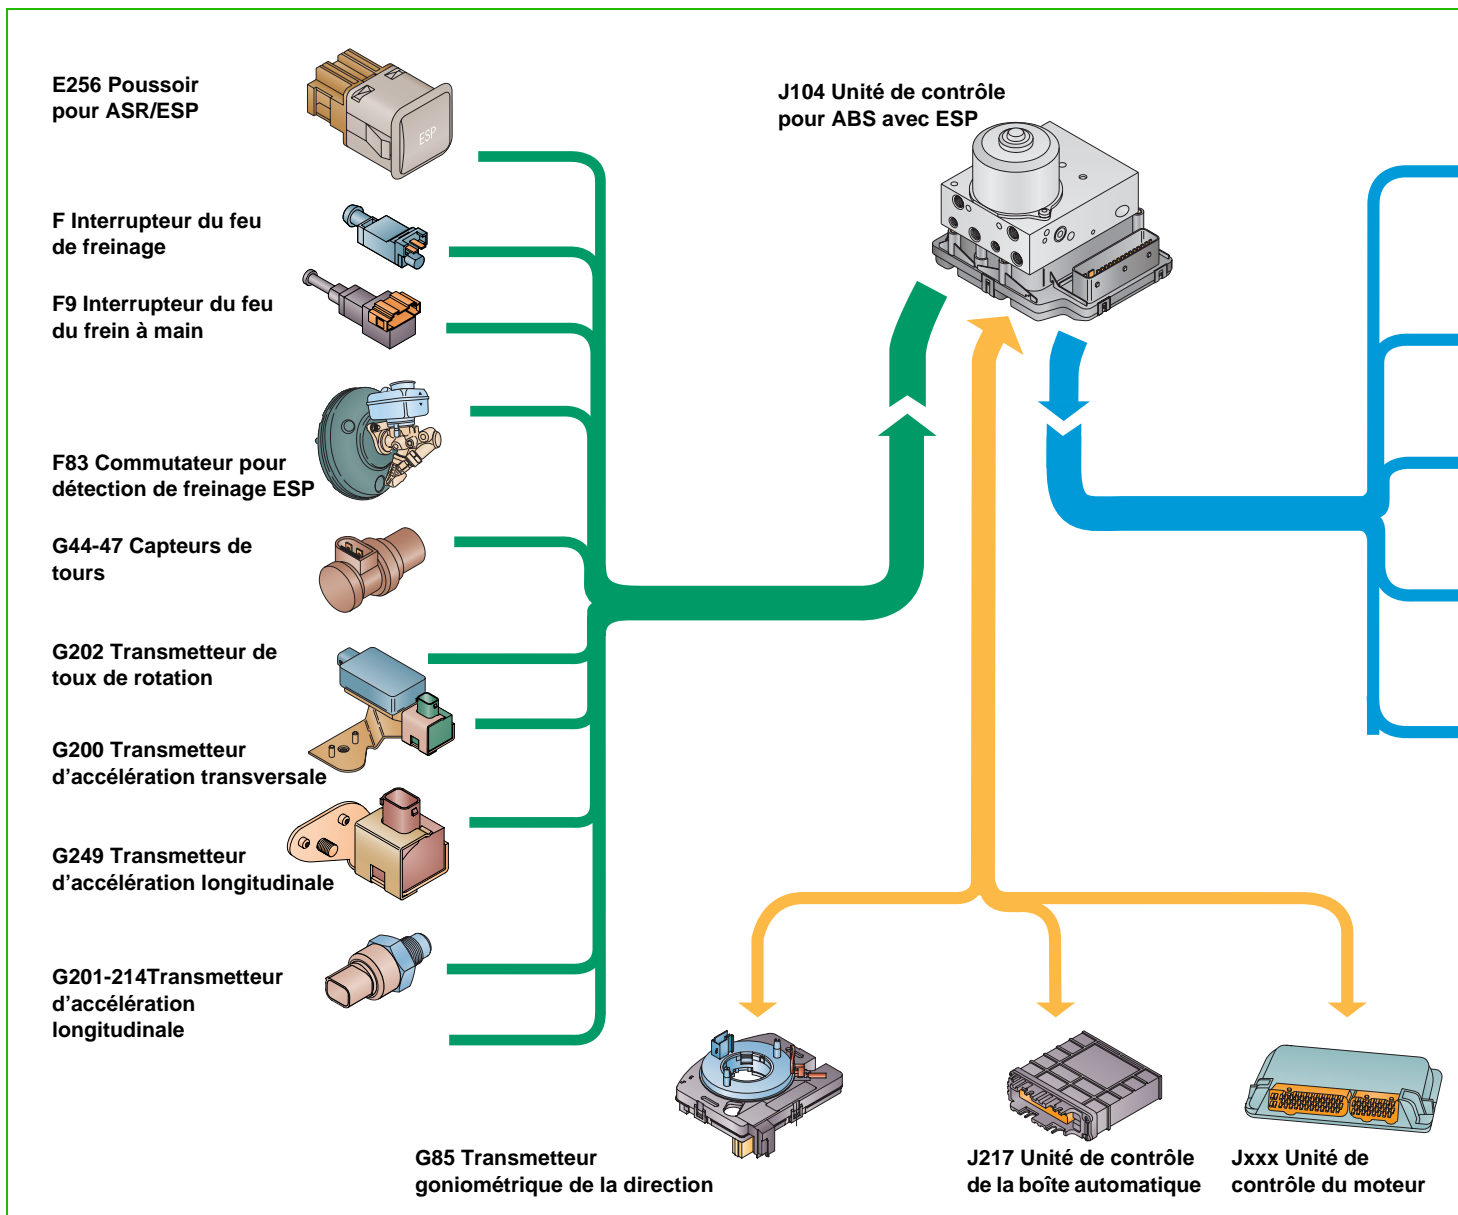 E256 Poussoir
pour ASR/ESP
ESP
F Interrupteur du feu
de freinage
F9 Interrupteur du feu
du frein à main
F83 Commutateur pour
détection de freinage ESP
G44-47 Capteurs de
tours
G202 Transmetteur de
toux de rotation
G200 Transmetteur
d’accélération transversale
G249 Transmetteur
d’accélération longitudinale
G201-214Transmetteur
d’accélération
longitudinale
J104 Unité de contrôle
pour ABS avec ESP
G85 Transmetteur
goniométrique de la direction
J217 Unité de contrôle
de la boîte automatique
Jxxx Unité de
contrôle du moteur